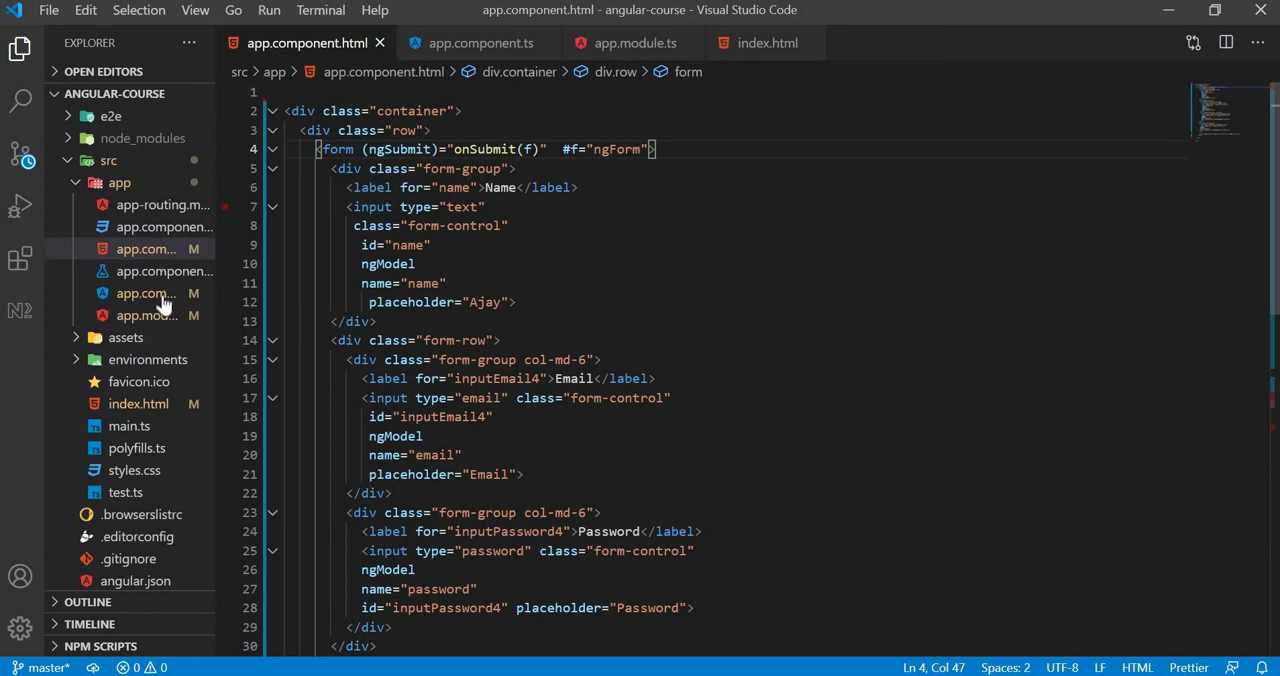 File Edit Selection View Go Run Terminal Help
app.component.html - angular-course - Visual Studio Code
EXPLORER
OPEN EDITORS
ANGULAR-COURSE
e2e
node_modules
src
app
app-routing.m...
app.componen...
app.com... M
app.componen...
app.com... M
app.mod... M
assets
environments
favicon.ico
index.html M
main.ts
polyfills.ts
styles.css
test.ts
.browserslistrc
.editorconfig
.gitignore
angular.json
OUTLINE
TIMELINE
NPM SCRIPTS
app.component.html app.component.ts app.module.ts index.html
src > app > app.component.html > div.container > div.row > form
1
2 <div class="container">
3 <div class="row">
4 <form (ngSubmit)="onSubmit(f)" #f="ngForm">
5 <div class="form-group">
6 <label for="name">Name</label>
7 <input type="text"
8 class="form-control"
9 id="name"
10 ngModel
11 name="name"
12 placeholder="Ajay">
13 </div>
14 <div class="form-row">
15 <div class="form-group col-md-6">
16 <label for="inputEmail4">Email</label>
17 <input type="email" class="form-control"
18 id="inputEmail4"
19 ngModel
20 name="email"
21 placeholder="Email">
22 </div>
23 <div class="form-group col-md-6">
24 <label for="inputPassword4">Password</label>
25 <input type="password" class="form-control"
26 ngModel
27 name="password"
28 id="inputPassword4" placeholder="Password">
29 </div>
30 </div>
master* 0 0 Ln 4, Col 47 Spaces: 2 UTF-8 LF HTML Prettier